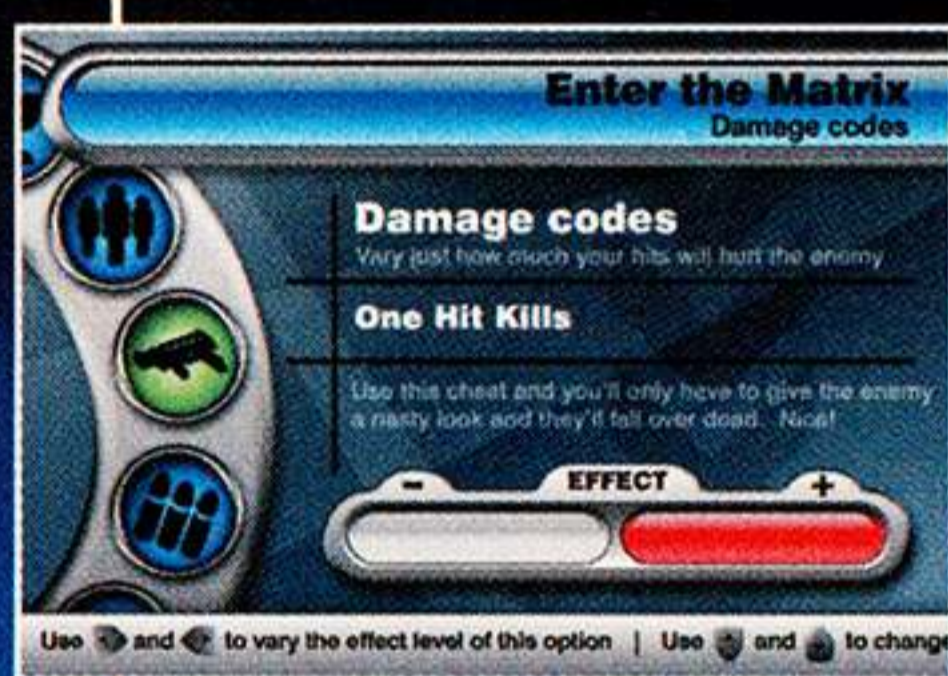 Enter the Matrix
Damage codes
Damage codes
Vary just how much your hits will hurt the enemy
One Hit Kills
Use this cheat and you'll only have to give the enemy
a nasty look and they'll fall over dead. Nice!
- EFFECT +
Use and to vary the effect level of this option | Use and to change